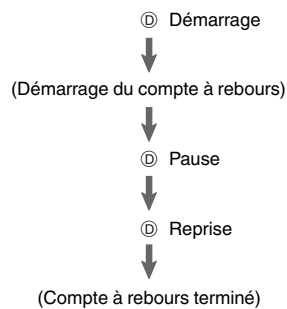 Ⓓ Démarrage
(Démarrage du compte à rebours)
Ⓓ Pause
Ⓓ Reprise
(Compte à rebours terminé)